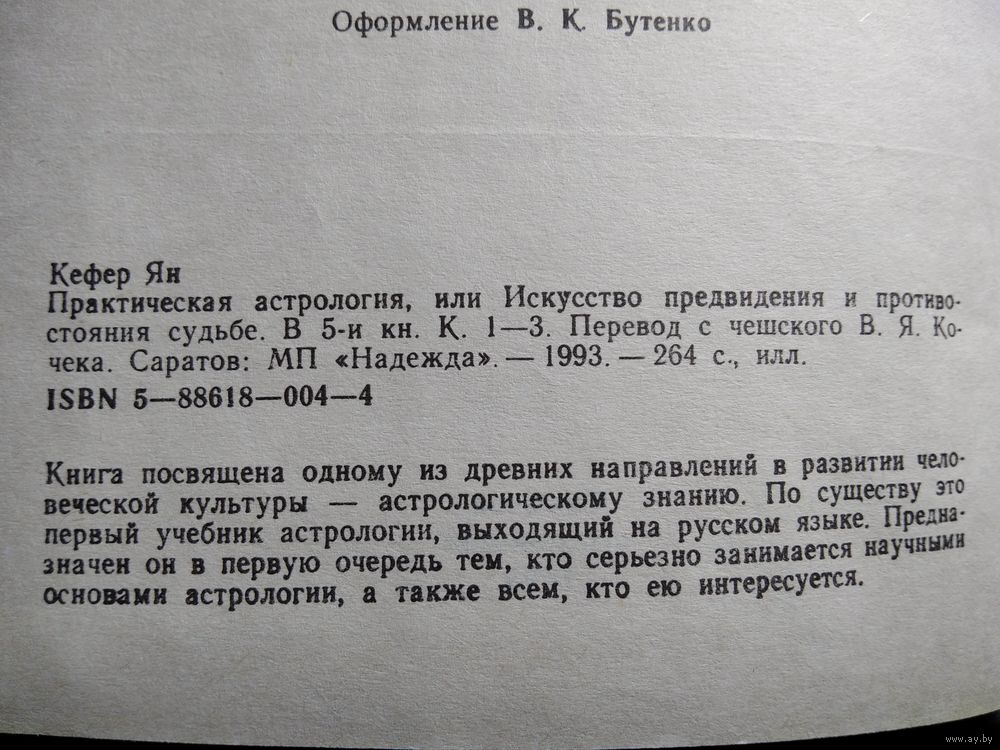 Оформление В. К. Бутенко
Кефер Ян
Практическая астрология, или Искусство предвидения и противо-
стояния судьбе. В 5-и кн. К. 1—3. Перевод с чешского В. Я. Ко-
чека. Саратов: МП «Надежда». — 1993. — 264 с., илл.
ISBN 5—88618—004—4
Книга посвящена одному из древних направлений в развитии чело-
веческой культуры — астрологическому знанию. По существу это
первый учебник астрологии, выходящий на русском языке. Предна-
значен он в первую очередь тем, кто серьезно занимается научными
основами астрологии, а также всем, кто ею интересуется.
www.ay.by